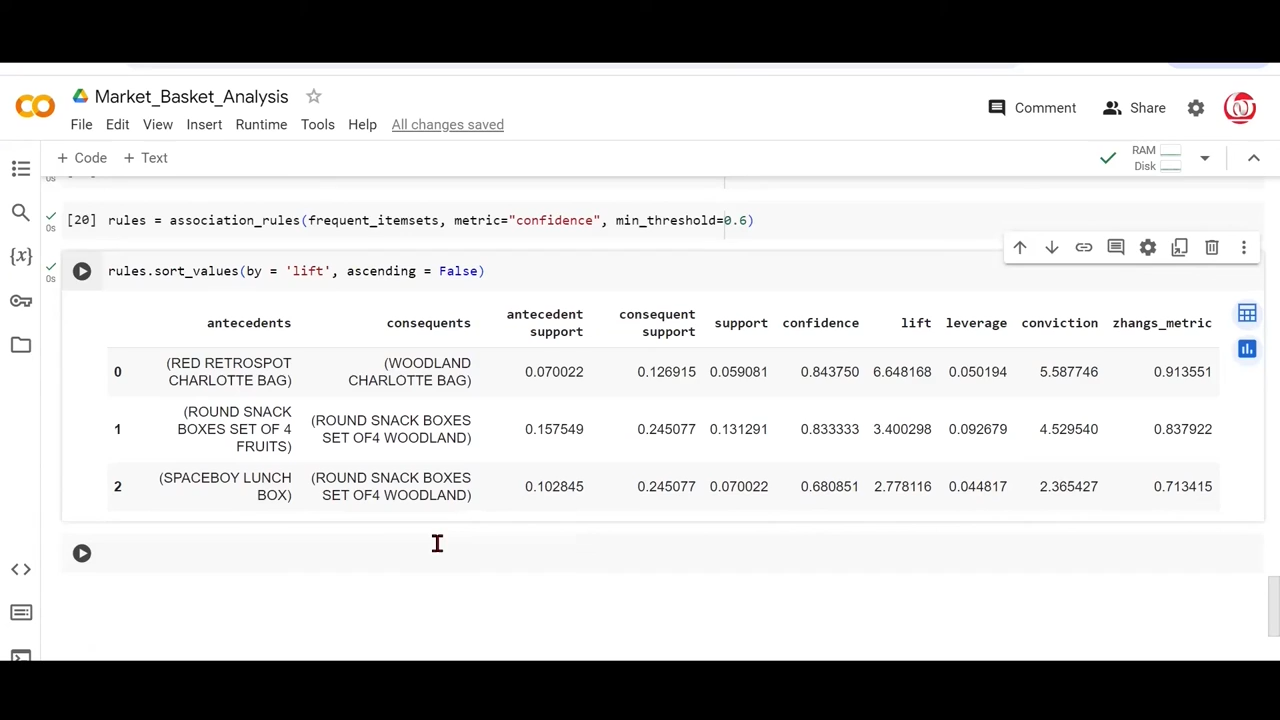 Market_Basket_Analysis
Comment
Share
File Edit View Insert Runtime Tools Help All changes saved
+ Code + Text
RAM
Disk
0s
[20] rules = association_rules(frequent_itemsets, metric="confidence", min_threshold=0.6)
0s
rules.sort_values(by = 'lift', ascending = False)
0s
antecedents consequents antecedent support consequent support support confidence lift leverage conviction zhangs_metric
0 (RED RETROSPOT CHARLOTTE BAG) (WOODLAND CHARLOTTE BAG) 0.070022 0.126915 0.059081 0.843750 6.648168 0.050194 5.587746 0.913551
1 (ROUND SNACK BOXES SET OF 4 FRUITS) (ROUND SNACK BOXES SET OF4 WOODLAND) 0.157549 0.245077 0.131291 0.833333 3.400298 0.092679 4.529540 0.837922
2 (SPACEBOY LUNCH BOX) (ROUND SNACK BOXES SET OF4 WOODLAND) 0.102845 0.245077 0.070022 0.680851 2.778116 0.044817 2.365427 0.713415